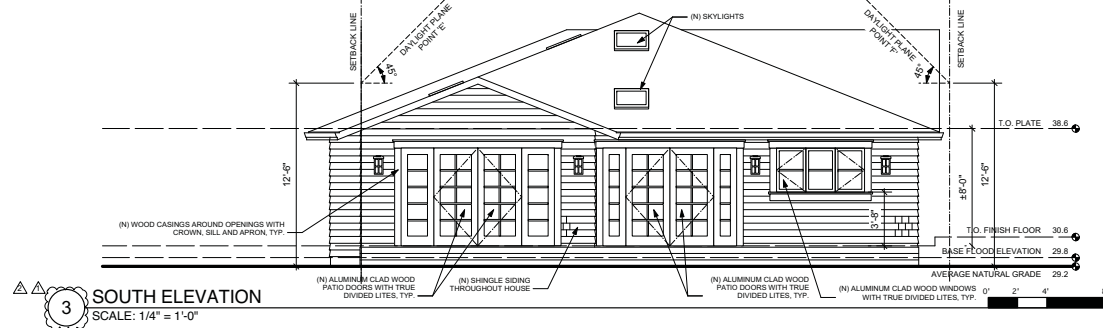 SETBACK LINE
DAYLIGHT PLANE
POINT 'E'
45°
(N) SKYLIGHTS
DAYLIGHT PLANE
POINT 'F'
45°
SETBACK LINE
T.O. PLATE 38.6
12'-6"
12'-6"
±8'-0"
3'-8"
(N) WOOD CASINGS AROUND OPENINGS WITH
CROWN, SILL AND APRON, TYP.
T.O. FINISH FLOOR 30.6
BASE FLOOD ELEVATION 29.8
AVERAGE NATURAL GRADE 29.2
(N) ALUMINUM CLAD WOOD
PATIO DOORS WITH TRUE
DIVIDED LITES, TYP.
(N) SHINGLE SIDING
THROUGHOUT HOUSE
(N) ALUMINUM CLAD WOOD
PATIO DOORS WITH TRUE
DIVIDED LITES, TYP.
(N) ALUMINUM CLAD WOOD WINDOWS
WITH TRUE DIVIDED LITES, TYP.
0' 2' 4'
3
SOUTH ELEVATION
SCALE: 1/4" = 1'-0"